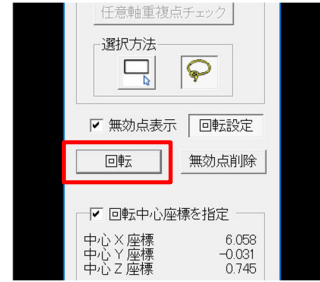 任意軸重複点チェック
選択方法
無効点表示 回転設定
回転 無効点削除
回転中心座標を指定
中心X座標 6.058
中心Y座標 -0.031
中心Z座標 0.745